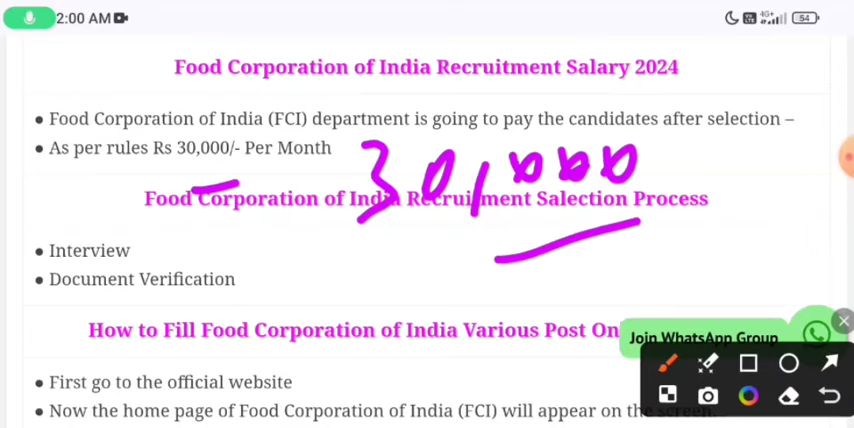 2:00 AM
4G+
54
Food Corporation of India Recruitment Salary 2024
● Food Corporation of India (FCI) department is going to pay the candidates after selection –
● As per rules Rs 30,000/- Per Month
30,000
Food Corporation of India Recruitment Salection Process
● Interview
● Document Verification
How to Fill Food Corporation of India Various Post On
Join WhatsApp Group
● First go to the official website
● Now the home page of Food Corporation of India (FCI) will appear on the screen.